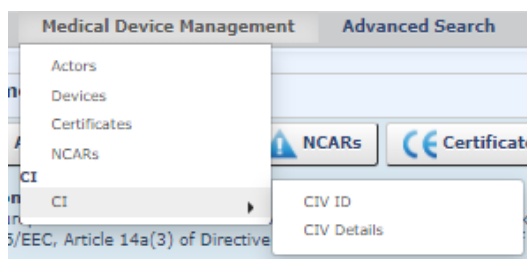 Medical Device Management Advanced Search
Actors
Devices
Certificates
NCARs
NCARs
CI
CI
CIV ID
CIV Details
5/EEC, Article 14a(3) of Directive